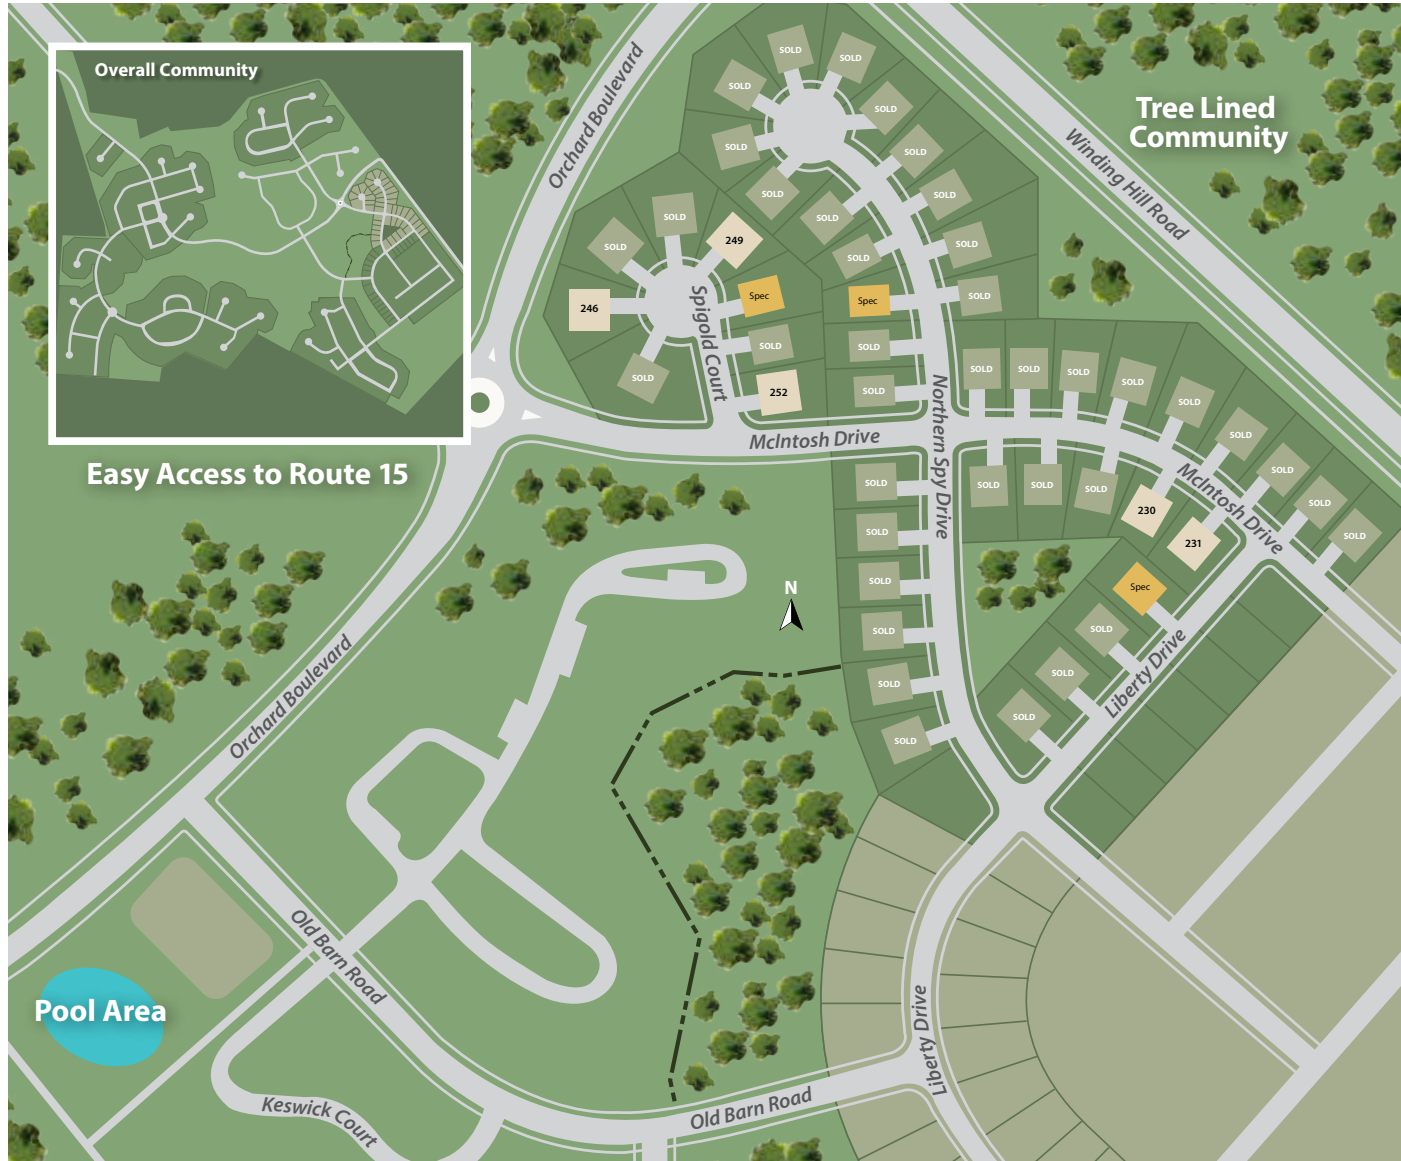 Overall Community
Orchard Boulevard
Tree Lined
Community
Winding Hill Road
SOLD
SOLD
SOLD
SOLD
SOLD
SOLD
SOLD
SOLD
SOLD
SOLD
SOLD
SOLD
SOLD
Spec
SOLD
SOLD
SOLD
SOLD
249
246
Spec
SOLD
SOLD
252
Spigold Court
McIntosh Drive
Northern Spy Drive
SOLD
SOLD
SOLD
SOLD
SOLD
SOLD
SOLD
SOLD
SOLD
SOLD
SOLD
SOLD
230
231
McIntosh Drive
Spec
SOLD
SOLD
SOLD
Liberty Drive
SOLD
SOLD
SOLD
SOLD
SOLD
SOLD
Easy Access to Route 15
N
Orchard Boulevard
Old Barn Road
Pool Area
Keswick Court
Old Barn Road
Liberty Drive